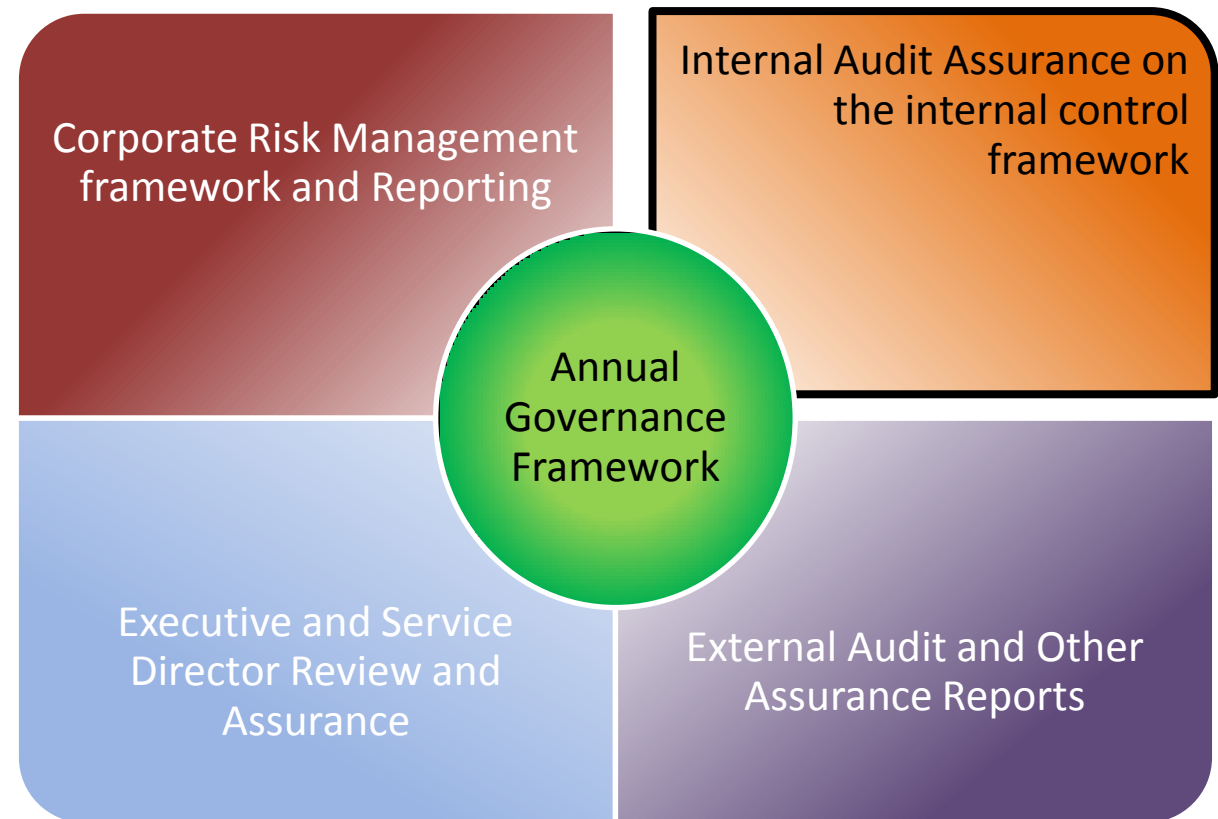 Corporate Risk Management
framework and Reporting
Internal Audit Assurance on
the internal control
framework
Annual
Governance
Framework
Executive and Service
Director Review and
Assurance
External Audit and Other
Assurance Reports